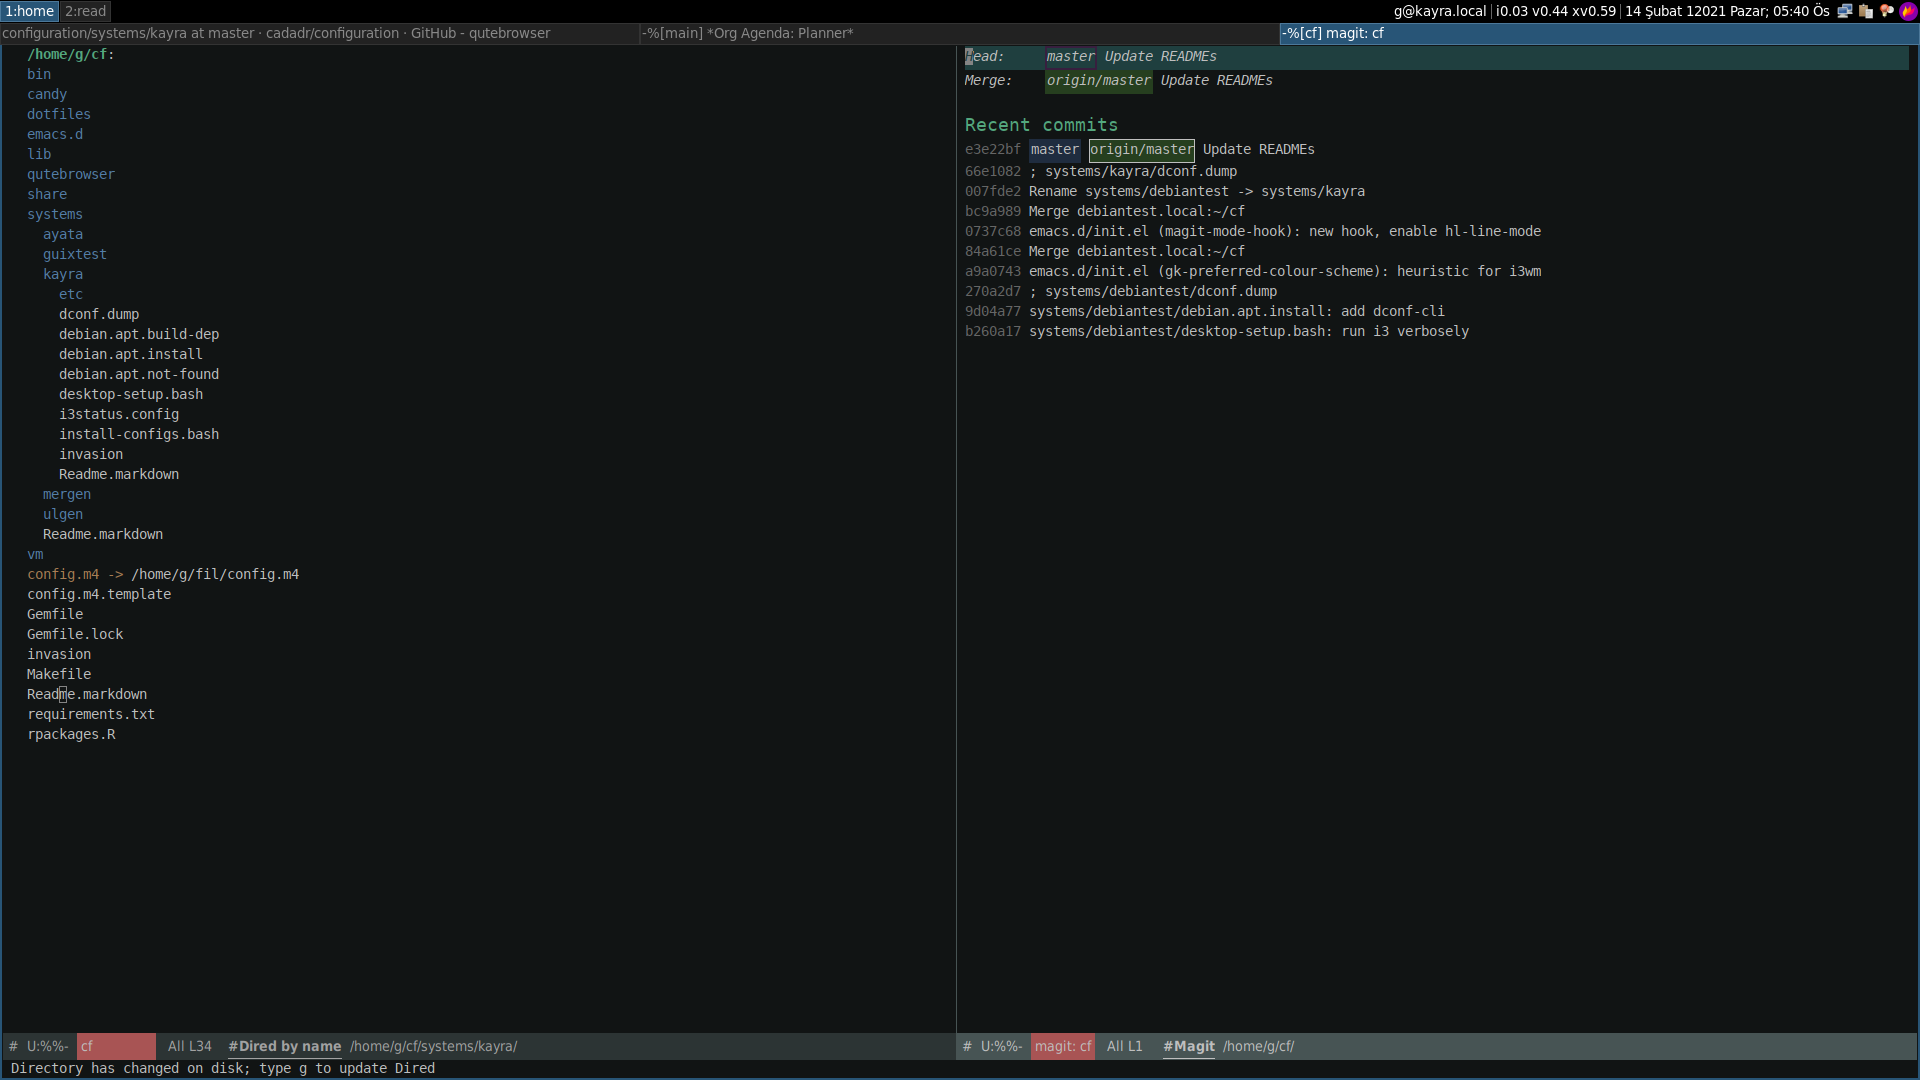 1:home 2:read g@kayra.local i0.03 v0.44 xv0.59 14 Şubat 12021 Pazar; 05:40 Ös
configuration/systems/kayra at master · cadadr/configuration · GitHub - qutebrowser -%[main] *Org Agenda: Planner* -%[cf] magit: cf
/home/g/cf:
bin
candy
dotfiles
emacs.d
lib
qutebrowser
share
systems
ayata
guixtest
kayra
etc
dconf.dump
debian.apt.build-dep
debian.apt.install
debian.apt.not-found
desktop-setup.bash
i3status.config
install-configs.bash
invasion
Readme.markdown
mergen
ulgen
Readme.markdown
vm
config.m4 -> /home/g/fil/config.m4
config.m4.template
Gemfile
Gemfile.lock
invasion
Makefile
Readme.markdown
requirements.txt
rpackages.R
Head: master Update READMEs
Merge: origin/master Update READMEs
Recent commits
e3e22bf master origin/master Update READMEs
66e1082 ; systems/kayra/dconf.dump
007fde2 Rename systems/debiantest -> systems/kayra
bc9a989 Merge debiantest.local:~/cf
0737c68 emacs.d/init.el (magit-mode-hook): new hook, enable hl-line-mode
84a61ce Merge debiantest.local:~/cf
a9a0743 emacs.d/init.el (gk-preferred-colour-scheme): heuristic for i3wm
270a2d7 ; systems/debiantest/dconf.dump
9d04a77 systems/debiantest/debian.apt.install: add dconf-cli
b260a17 systems/debiantest/desktop-setup.bash: run i3 verbosely
# U:%%- cf All L34 #Dired by name /home/g/cf/systems/kayra/
# U:%%- magit: cf All L1 #Magit /home/g/cf/
Directory has changed on disk; type g to update Dired